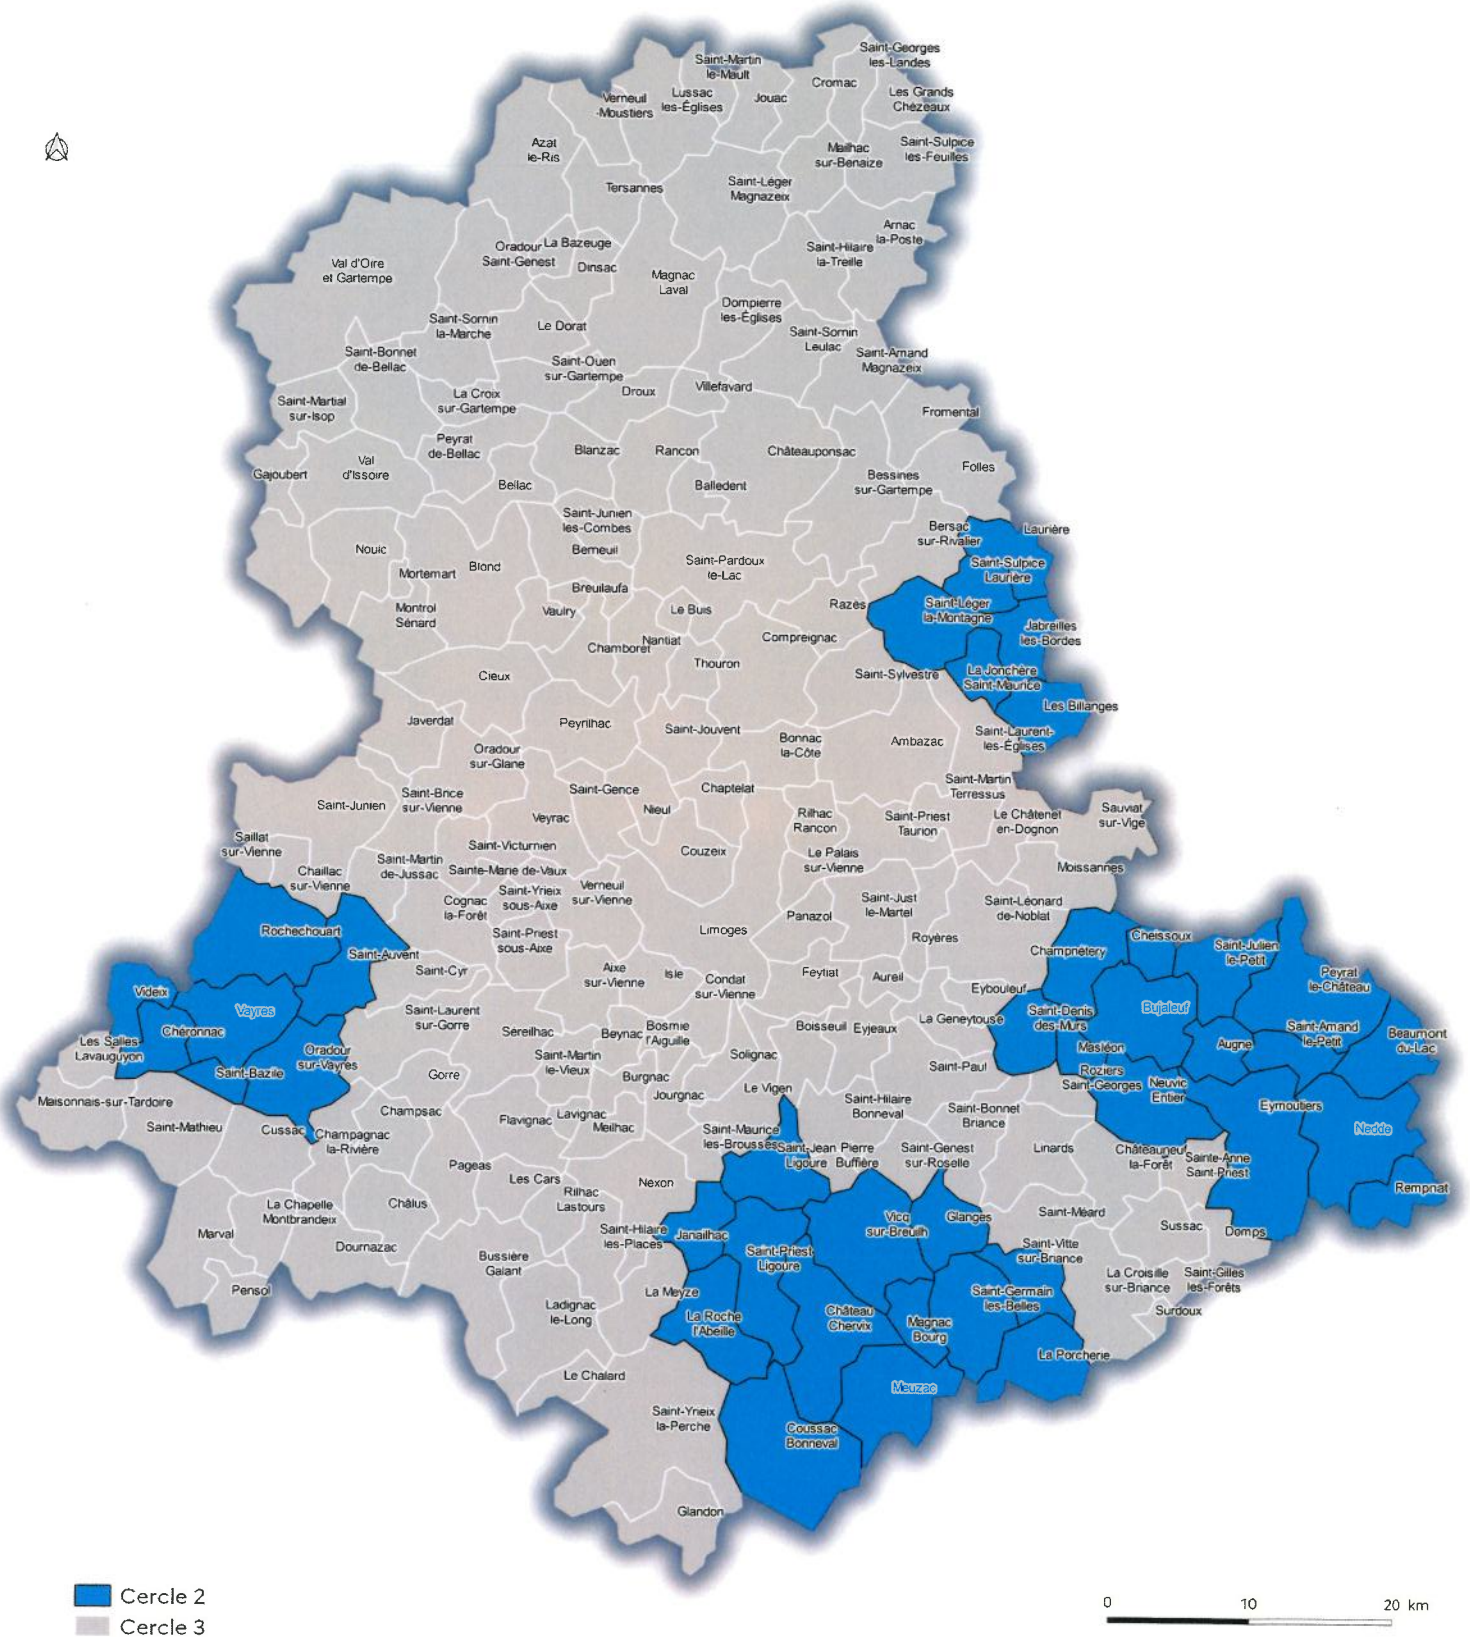 Saint-Georges
les-Landes
Saint-Martin
le-Mault
Cromac
Verneuil
-Moustiers
Lussac
les-Églises
Jouac
Les Grands
Chézeaux
Azat
le-Ris
Mailhac
sur-Benaize
Saint-Sulpice
les-Feuilles
Tersannes
Saint-Léger
Magnazeix
Arnac
la-Poste
Oradour
Saint-Genest
La Bazeuge
Dinsac
Saint-Hilaire
la-Treille
Val d'Oire
et Gartempe
Magnac
Laval
Dompierre
les-Églises
Saint-Sornin
la-Marche
Le Dorat
Saint-Sornin
Leulac
Saint-Amand
Magnazeix
Saint-Bonnet
de-Bellac
Saint-Ouen
sur-Gartempe
Droux
Villefavard
Saint-Martial
sur-Isop
La Croix
sur-Gartempe
Fromental
Peyrat
de-Bellac
Blanzac
Rancon
Châteauponsac
Gajoubert
Val
d'Issoire
Folles
Bellac
Balledent
Bessines
sur-Gartempe
Saint-Junien
les-Combes
Bersac
sur-Rivalier
Laurière
Nouic
Mortemart
Blond
Berneuil
Saint-Pardoux
le-Lac
Saint-Sulpice
Laurière
Breuilaufa
Montrol
Sénard
Vaulry
Le Buis
Razès
Saint-Léger
la-Montagne
Jabreilles
les-Bordes
Chamboret
Nantiat
Compreignac
Thouron
Cieux
Saint-Sylvestre
La Jonchère
Saint-Maurice
Les Billanges
Javerdat
Peyrilhac
Saint-Jouvent
Bonnac
la-Côte
Ambazac
Saint-Laurent-
les-Églises
Oradour
sur-Glane
Saint-Martin
Terressus
Saint-Junien
Saint-Brice
sur-Vienne
Saint-Gence
Chaptelat
Veyrac
Nieul
Rilhac
Rancon
Saint-Priest
Taurion
Le Châtenet
en-Dognon
Sauviat
sur-Vige
Saillat
sur-Vienne
Saint-Victurnien
Couzeix
Le Palais
sur-Vienne
Moissannes
Chaillac
sur-Vienne
Saint-Martin
de-Jussac
Sainte-Marie de-Vaux
Cognac
la-Forêt
Saint-Yrieix
sous-Aixe
Verneuil
sur-Vienne
Saint-Just
le-Martel
Saint-Léonard
de-Noblat
Rochechouart
Saint-Priest
sous-Aixe
Limoges
Panazol
Royères
Champnétery
Cheissoux
Saint-Julien
le-Petit
Saint-Auvent
Saint-Cyr
Aixe
sur-Vienne
Isle
Condat
sur-Vienne
Feytiat
Aureil
Eybouleuf
Peyrat
le-Château
Videix
Vayres
Saint-Laurent
sur-Gorre
Séreilhac
Beynac
Bosmie
l'Aiguille
Boisseuil
Eyjeaux
La Geneytouse
Saint-Denis
des-Murs
Bujaleuf
Saint-Amand
le-Petit
Beaumont
du-Lac
Les Salles
Lavauguyon
Chéronnac
Oradour
sur-Vayres
Saint-Martin
le-Vieux
Solignac
Masléon
Augne
Saint-Bazile
Gorre
Burgnac
Jourgnac
Le Vigen
Saint-Paul
Roziers
Saint-Georges
Neuvic
Entier
Maisonnais-sur-Tardoire
Champsac
Flavignac
Lavignac
Meilhac
Saint-Hilaire
Bonneval
Saint-Bonnet
Briance
Eymoutiers
Nedde
Saint-Mathieu
Cussac
Champagnac
la-Rivière
Saint-Maurice
les-Brousses
Saint-Jean
Ligoure
Pierre
Buffière
Saint-Genest
sur-Roselle
Linards
Châteauneuf
la-Forêt
Sainte-Anne
Saint-Priest
Pageas
Les Cars
Rilhac
Lastours
Nexon
Rempnat
La Chapelle
Montbrandeix
Châlus
Marval
Dournazac
Saint-Hilaire
les-Places
Janailhac
Vicq
sur-Breuilh
Glanges
Saint-Méard
Sussac
Domps
Bussière
Galant
Saint-Priest
Ligoure
Saint-Vitte
sur-Briance
Pensol
La Meyze
Saint-Germain
les-Belles
La Croisille
sur-Briance
Saint-Gilles
les-Forêts
Ladignac
le-Long
La Roche
l'Abeille
Château
Chervix
Magnac
Bourg
Surdoux
La Porcherie
Le Chalard
Meuzac
Saint-Yrieix
la-Perche
Coussac
Bonneval
Glandon
Cercle 2
Cercle 3
0 10 20 km